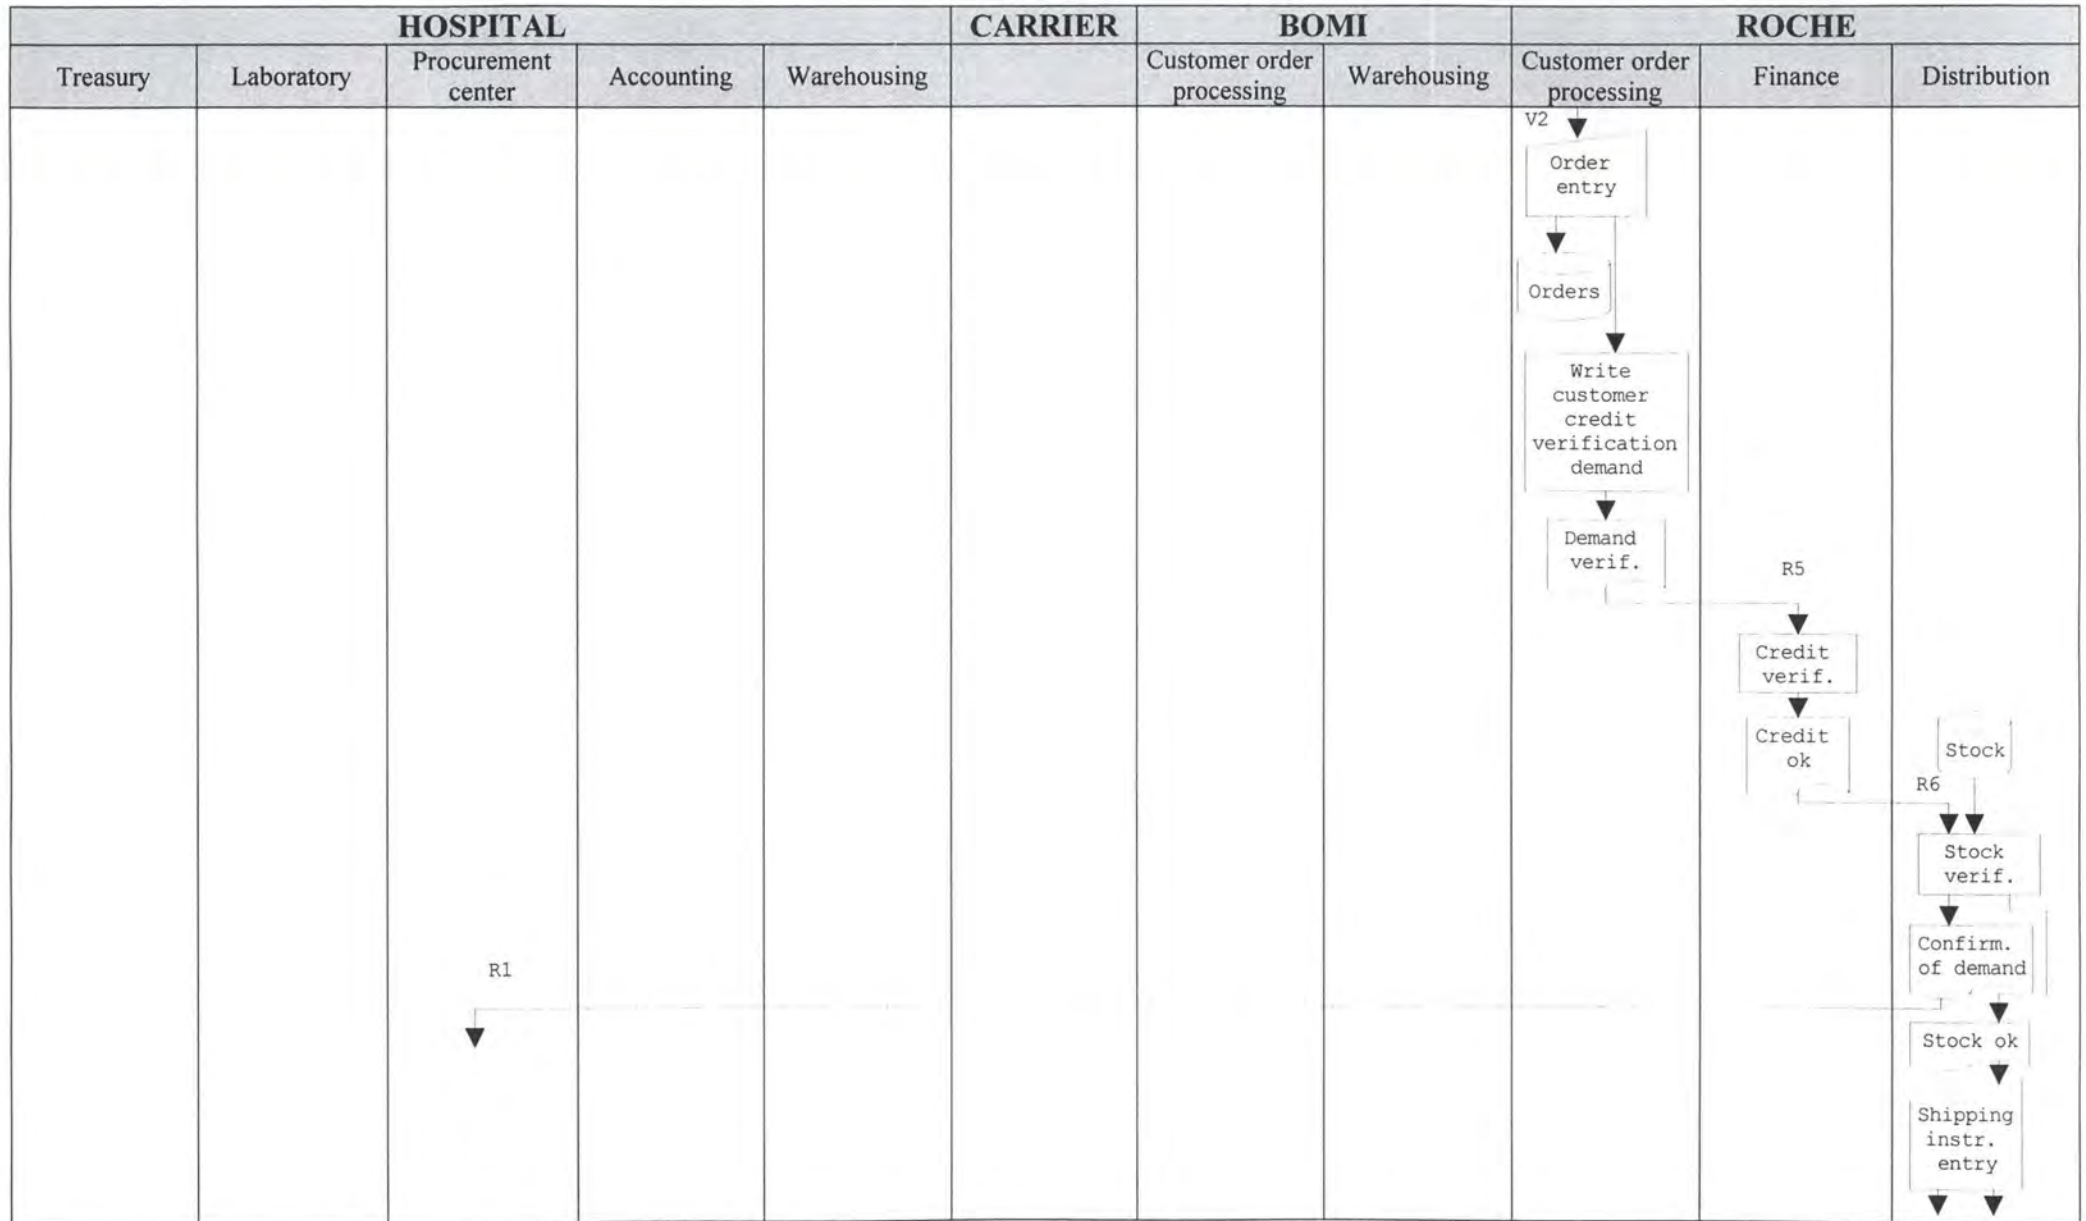 HOSPITAL CARRIER BOMI ROCHE
Treasury Laboratory Procurement center Accounting Warehousing Customer order processing Warehousing Customer order processing Finance Distribution
V2
Order
entry
Orders
Write
customer
credit
verification
demand
Demand
verif.
R5
Credit
verif.
Credit
ok
Stock
R6
Stock
verif.
Confirm.
of demand
R1
Stock ok
Shipping
instr.
entry